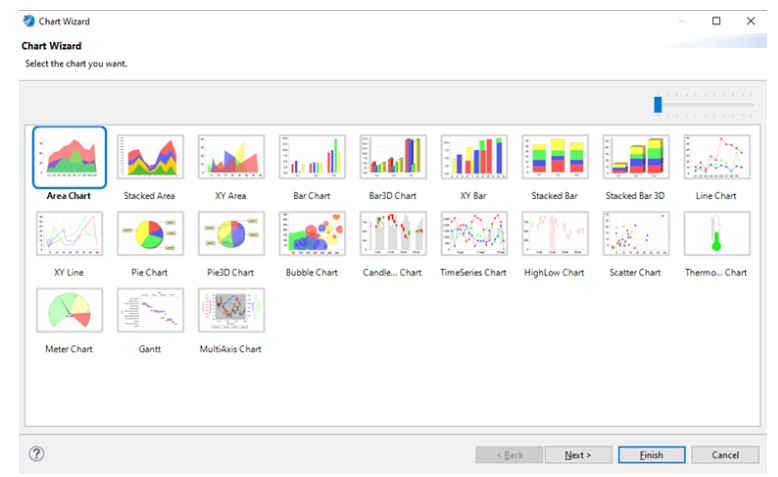 Chart Wizard
Chart Wizard
Select the chart you want.
Area Chart
Stacked Area
XY Area
Bar Chart
Bar3D Chart
XY Bar
Stacked Bar
Stacked Bar 3D
Line Chart
XY Line
Pie Chart
Pie3D Chart
Bubble Chart
Candle... Chart
TimeSeries Chart
HighLow Chart
Scatter Chart
Thermo... Chart
Meter Chart
Gantt
MultiAxis Chart
?
< Back
Next >
Finish
Cancel